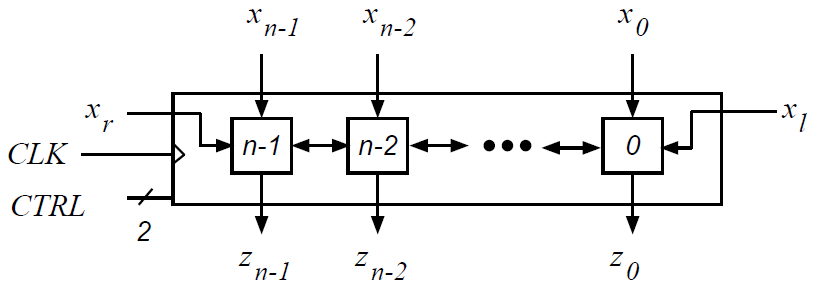 x_{n-1} x_{n-2} x_0
x_r x_l
n-1 n-2 ••• 0
CLK
CTRL
2
z_{n-1} z_{n-2} z_0